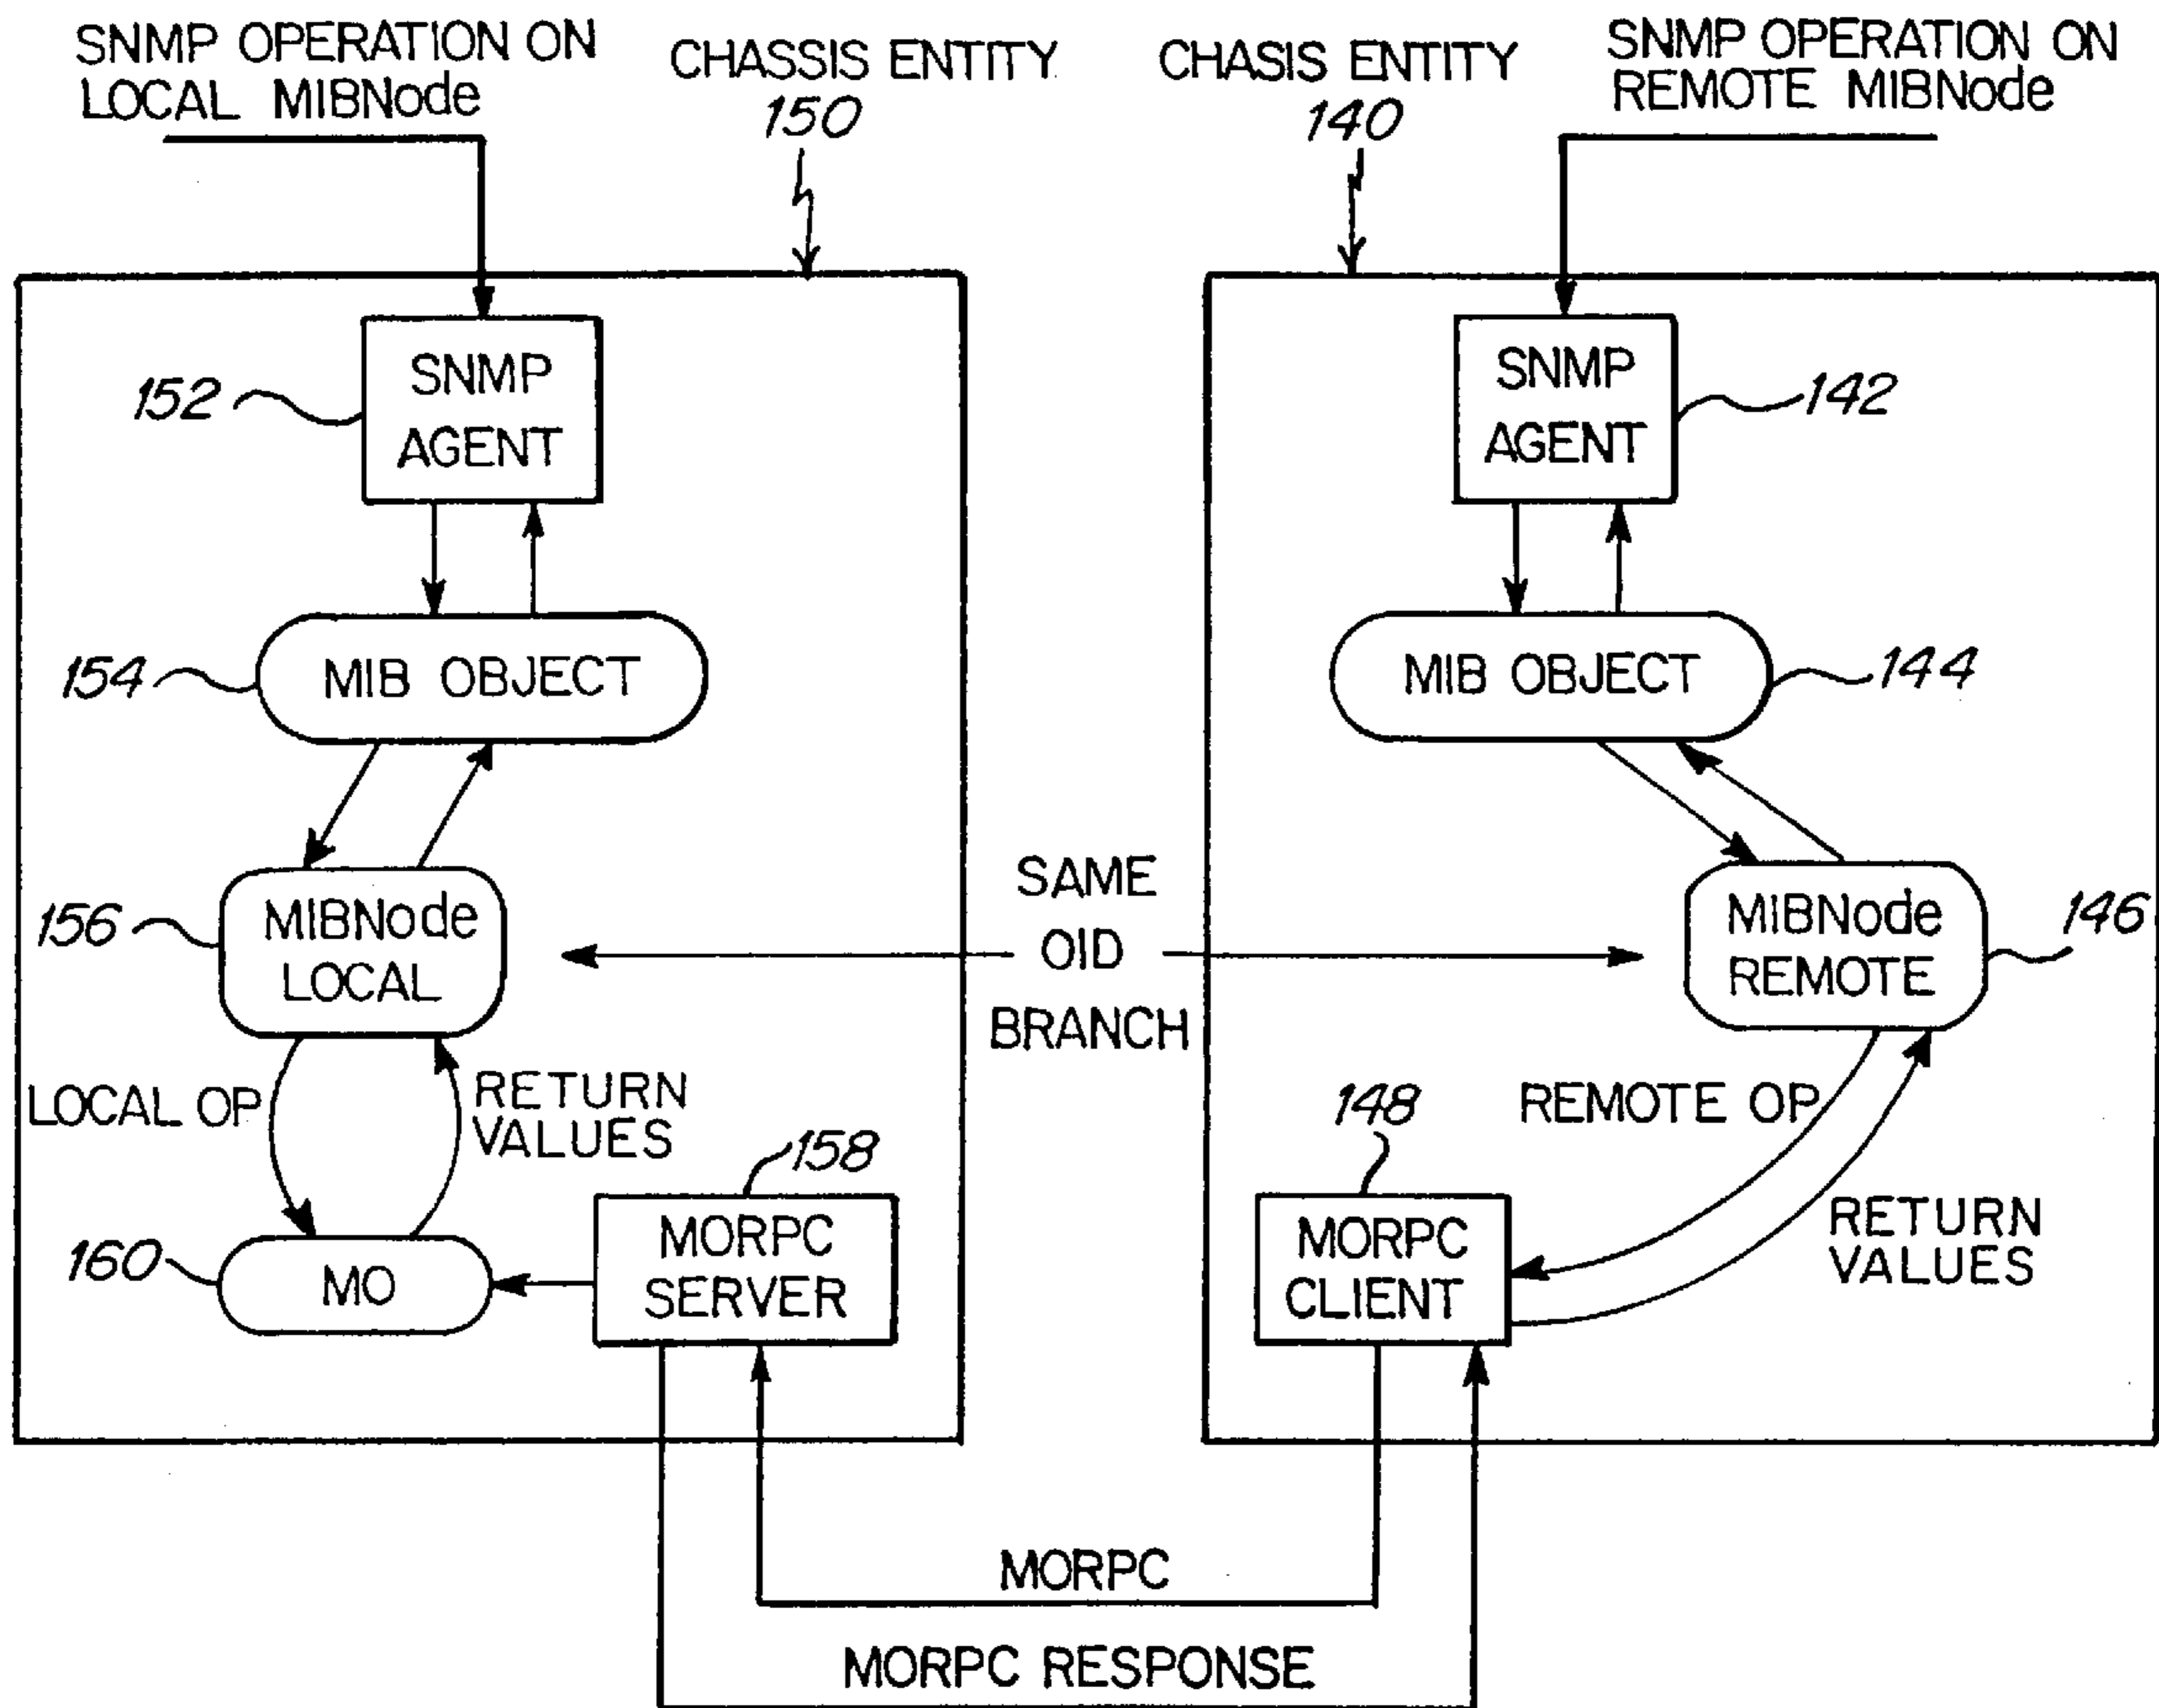 SNMP OPERATION ON
LOCAL MIBNode
CHASSIS ENTITY
150
CHASIS ENTITY
140
SNMP OPERATION ON
REMOTE MIBNode
SNMP
AGENT
152
SNMP
AGENT
142
MIB OBJECT
154
MIB OBJECT
144
MIBNode
LOCAL
156
SAME
OID
BRANCH
MIBNode
REMOTE
146
LOCAL OP
RETURN
VALUES
158
148
REMOTE OP
RETURN
VALUES
160
MO
MORPC
SERVER
MORPC
CLIENT
MORPC
MORPC RESPONSE